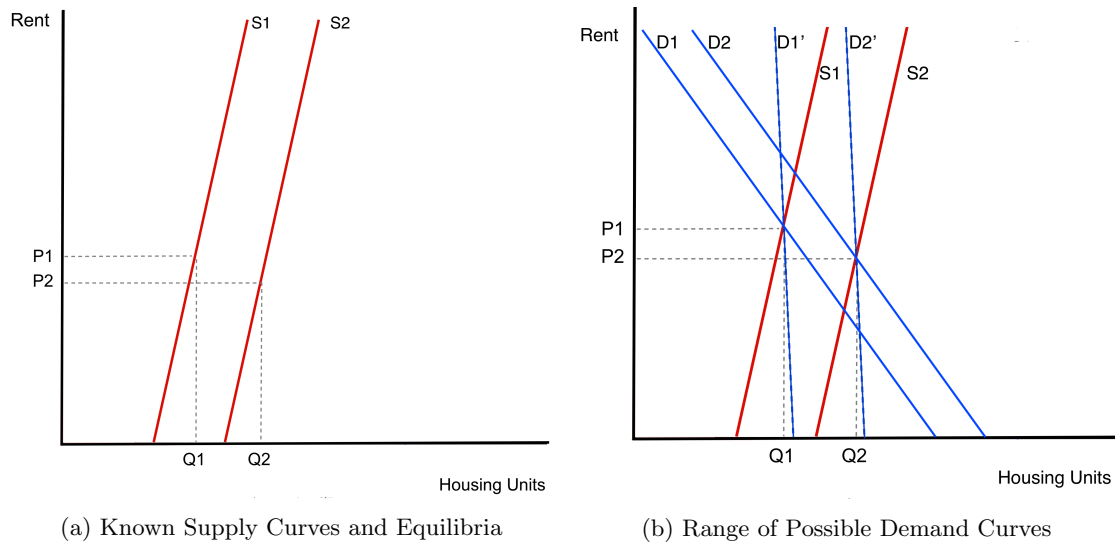 Rent
S1
S2
P1
P2
Q1
Q2
Housing Units
(a) Known Supply Curves and Equilibria
Rent
D1
D2
D1’
D2’
S1
S2
P1
P2
Q1
Q2
Housing Units
(b) Range of Possible Demand Curves